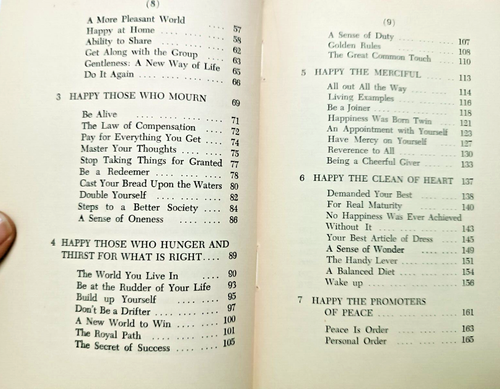 (8)
A More Pleasant World .... 57
Happy at Home .... 58
Ability to Share .... 62
Get Along with the Group .... 63
Gentleness: A New Way of Life 65
Do It Again .... 66
3 HAPPY THOSE WHO MOURN 69
Be Alive .... 71
The Law of Compensation .... 72
Pay for Everything You Get .... 74
Master Your Thoughts .... 75
Stop Taking Things for Granted 77
Be a Redeemer .... 78
Cast Your Bread Upon the Waters 80
Double Yourself .... 82
Steps to a Better Society .... 84
A Sense of Oneness .... 86
4 HAPPY THOSE WHO HUNGER AND
THIRST FOR WHAT IS RIGHT.... 89
The World You Live In .... 90
Be at the Rudder of Your Life 93
Build up Yourself .... 95
Don't Be a Drifter .... 97
A New World to Win .... 100
The Royal Path .... 101
The Secret of Success .... 105
(9)
A Sense of Duty .... 107
Golden Rules .... 108
The Great Common Touch .... 110
5 HAPPY THE MERCIFUL .... 113
All out All the Way .... 114
Living Examples .... 116
Be a Joiner .... 118
Happiness Was Born Twin .... 121
An Appointment with Yourself 123
Have Mercy on Yourself .... 127
Reverence to All .... 130
Being a Cheerful Giver .... 133
6 HAPPY THE CLEAN OF HEART 137
Demanded Your Best .... 138
For Real Maturity .... 140
No Happiness Was Ever Achieved
Without It .... 143
Your Best Article of Dress .... 145
A Sense of Wonder .... 149
The Handy Lever .... 151
A Balanced Diet .... 154
Wake up .... 156
7 HAPPY THE PROMOTERS
OF PEACE .... 161
Peace Is Order .... 163
Personal Order .... 165